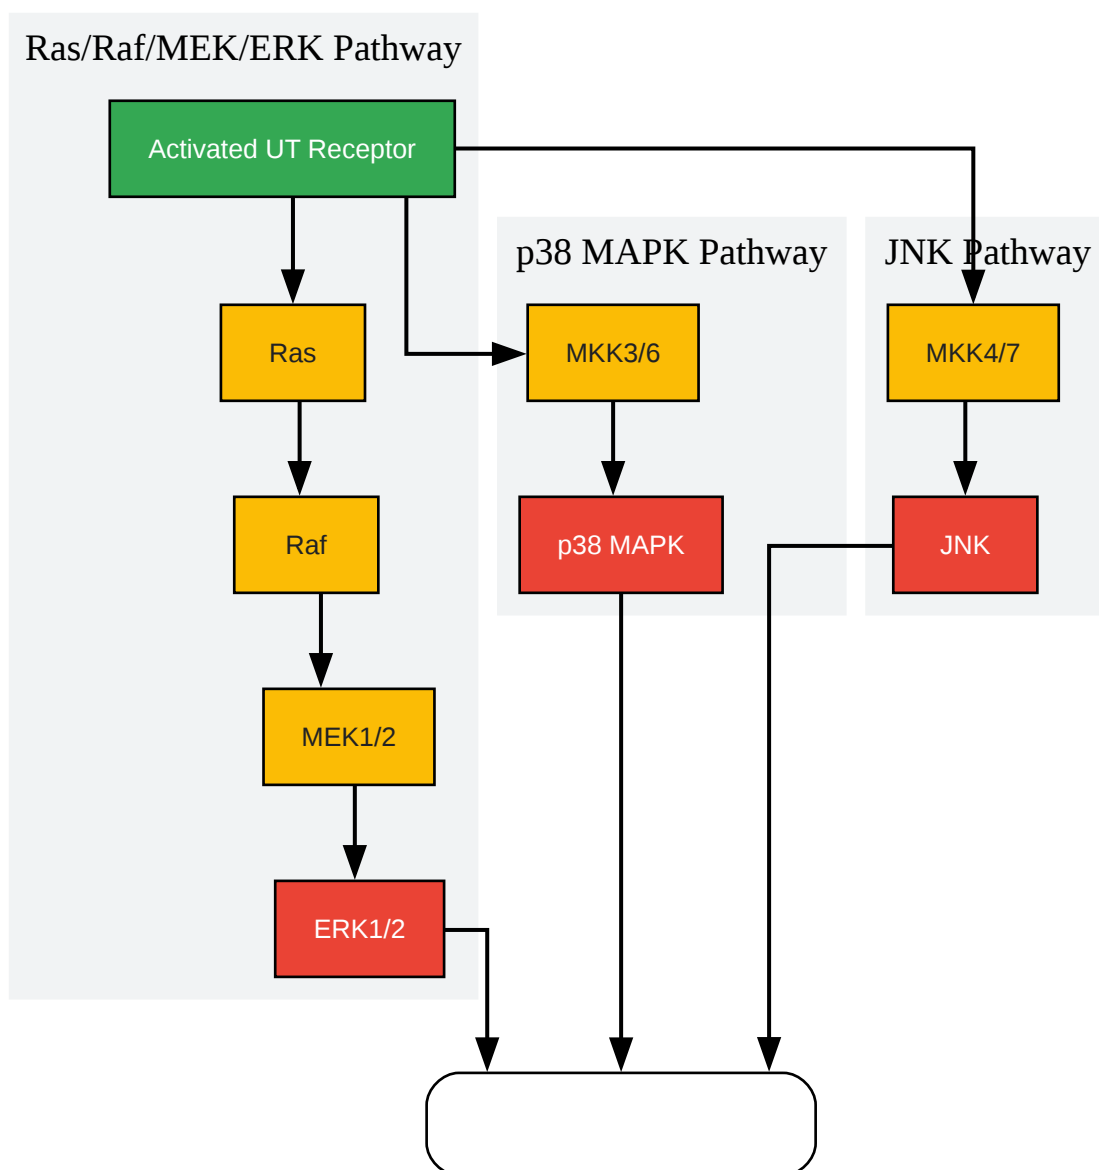 Ras/Raf/MEK/ERK Pathway
Activated UT Receptor
p38 MAPK Pathway
JNK Pathway
Ras
MKK3/6
MKK4/7
Raf
p38 MAPK
JNK
MEK1/2
ERK1/2